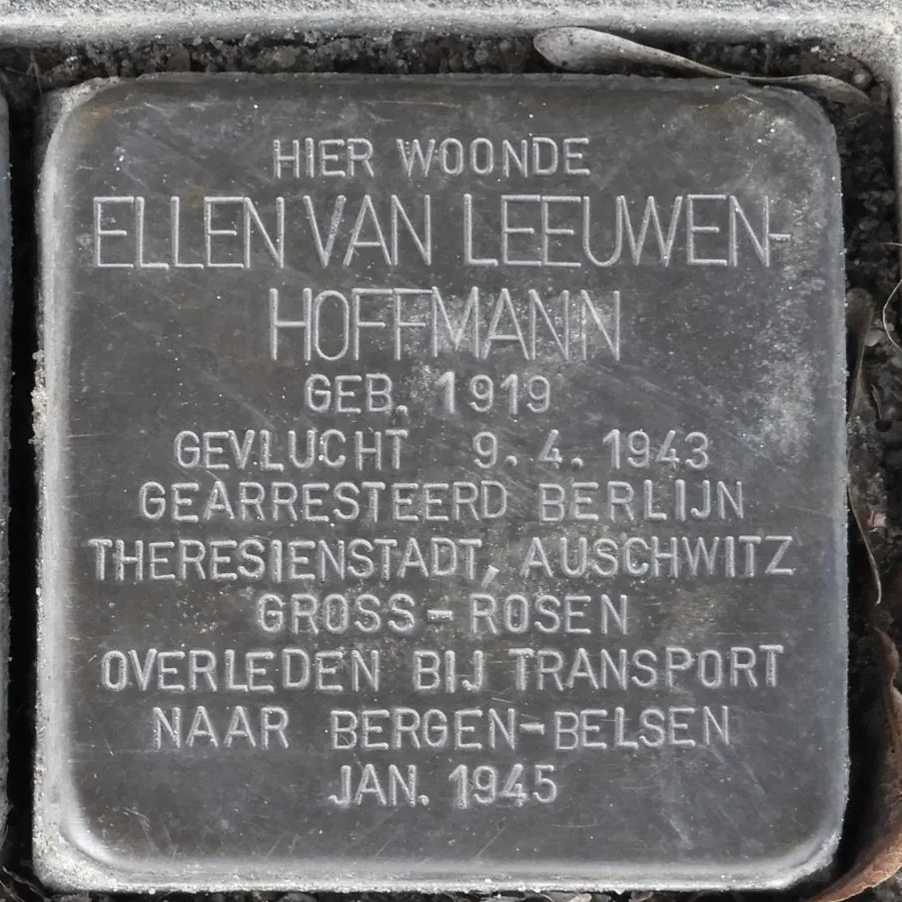 HIER WOONDE
ELLEN VAN LEEUWEN-
HOFFMANN
GEB. 1919
GEVLUCHT 9.4.1943
GEARRESTEERD BERLIJN
THERESIENSTADT, AUSCHWITZ
GROSS-ROSEN
OVERLEDEN BIJ TRANSPORT
NAAR BERGEN-BELSEN
JAN. 1945